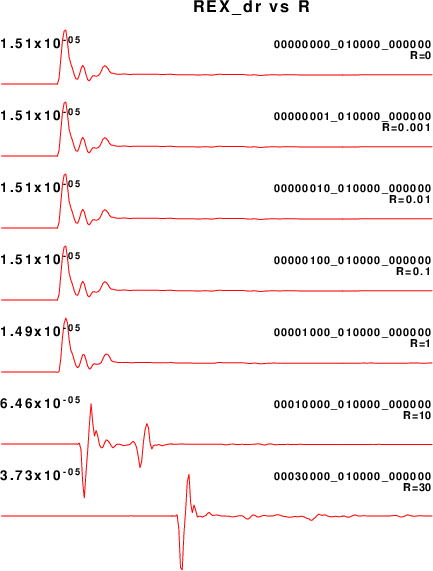 REX_dr vs R
1.51x10-05 00000000_010000_000000
R=0
1.51x10-05 00000001_010000_000000
R=0.001
1.51x10-05 00000010_010000_000000
R=0.01
1.51x10-05 00000100_010000_000000
R=0.1
1.49x10-05 00001000_010000_000000
R=1
6.46x10-05 00010000_010000_000000
R=10
3.73x10-05 00030000_010000_000000
R=30